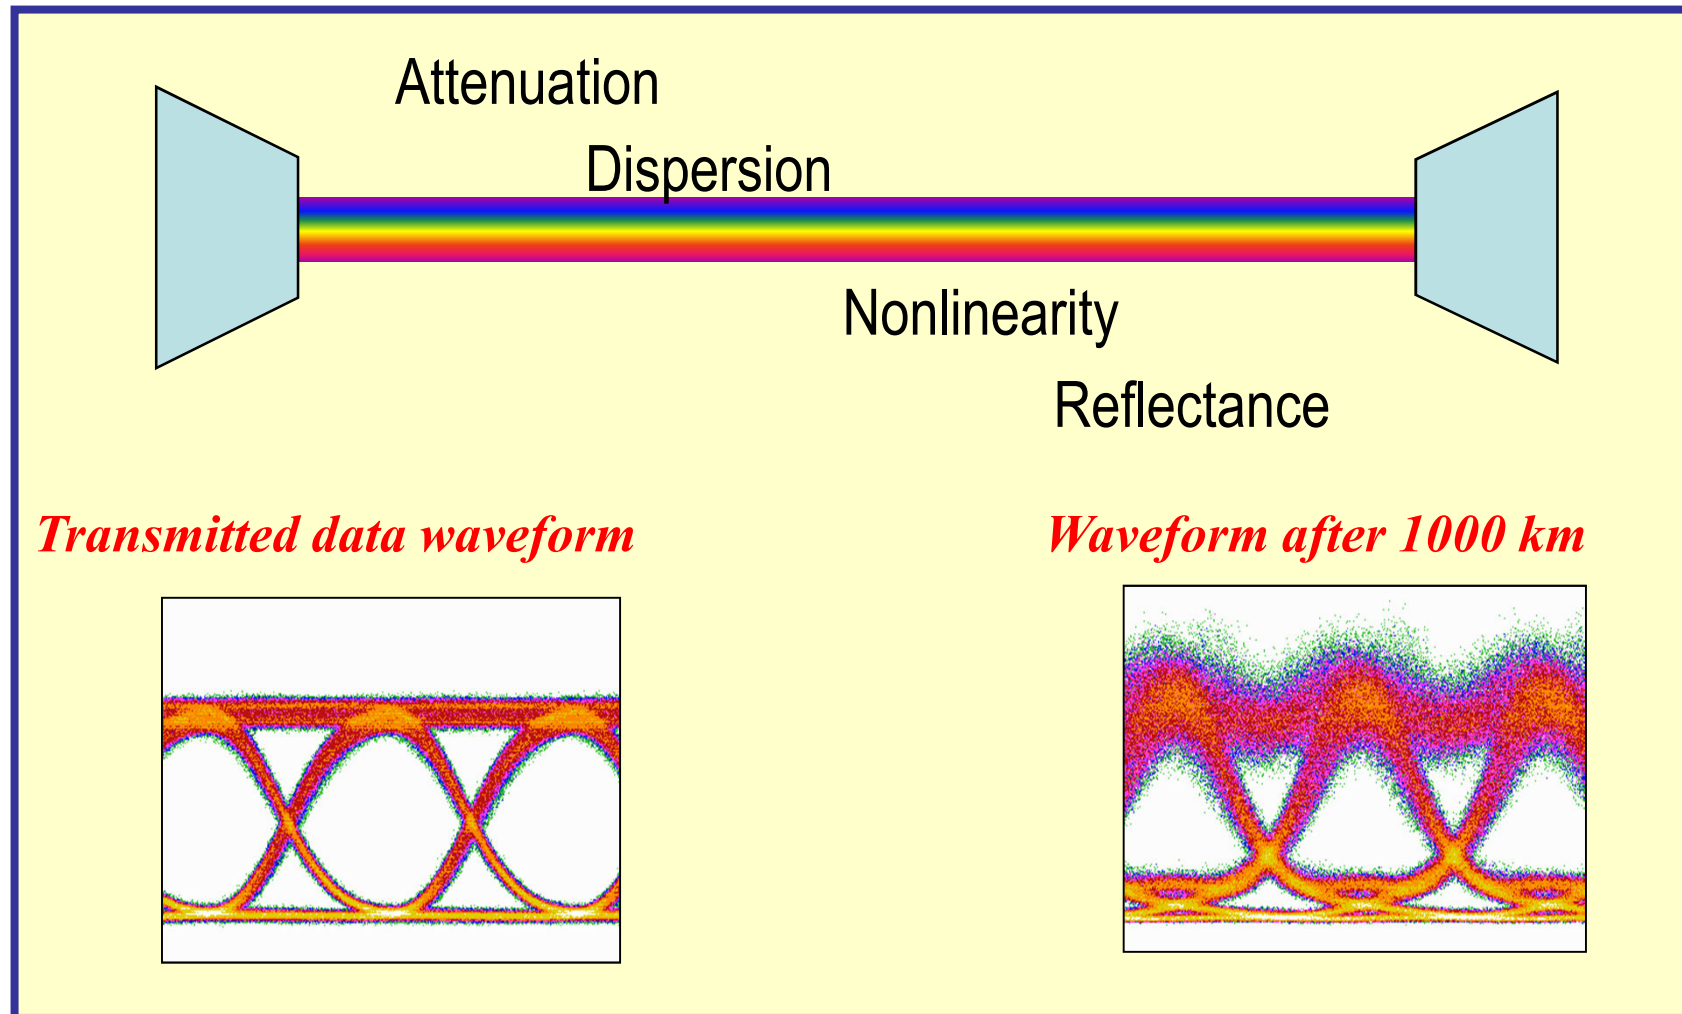 Attenuation
Dispersion
Nonlinearity
Reflectance
Transmitted data waveform
Waveform after 1000 km